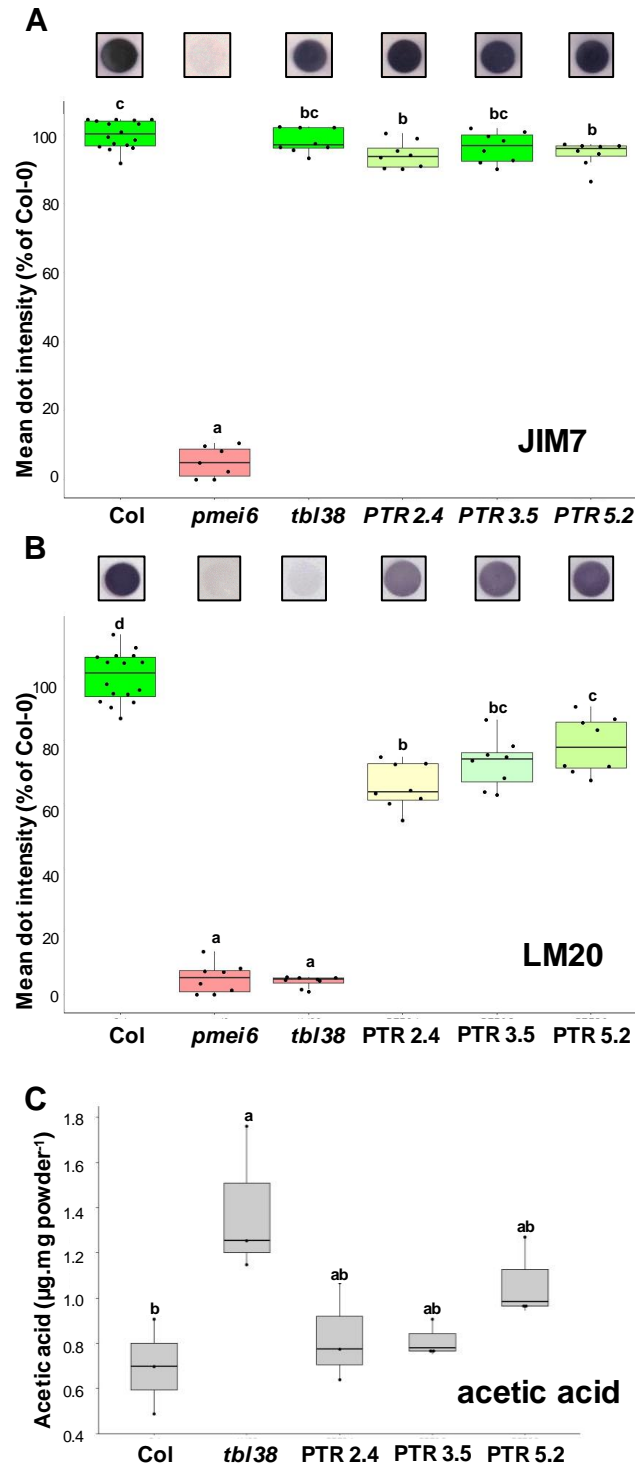 A
Mean dot intensity (% of Col-0)
100
80
60
40
20
0
c
a
bc
b
bc
b
JIM7
Col pmei6 tbl38 PTR 2.4 PTR 3.5 PTR 5.2
B
Mean dot intensity (% of Col-0)
100
80
60
40
20
0
d
a
a
b
bc
c
LM20
Col pmei6 tbl38 PTR 2.4 PTR 3.5 PTR 5.2
C
Acetic acid (µg.mg powder-1)
1.8
1.6
1.4
1.2
1.0
0.8
0.6
0.4
b
a
ab
ab
ab
acetic acid
Col tbl38 PTR 2.4 PTR 3.5 PTR 5.2